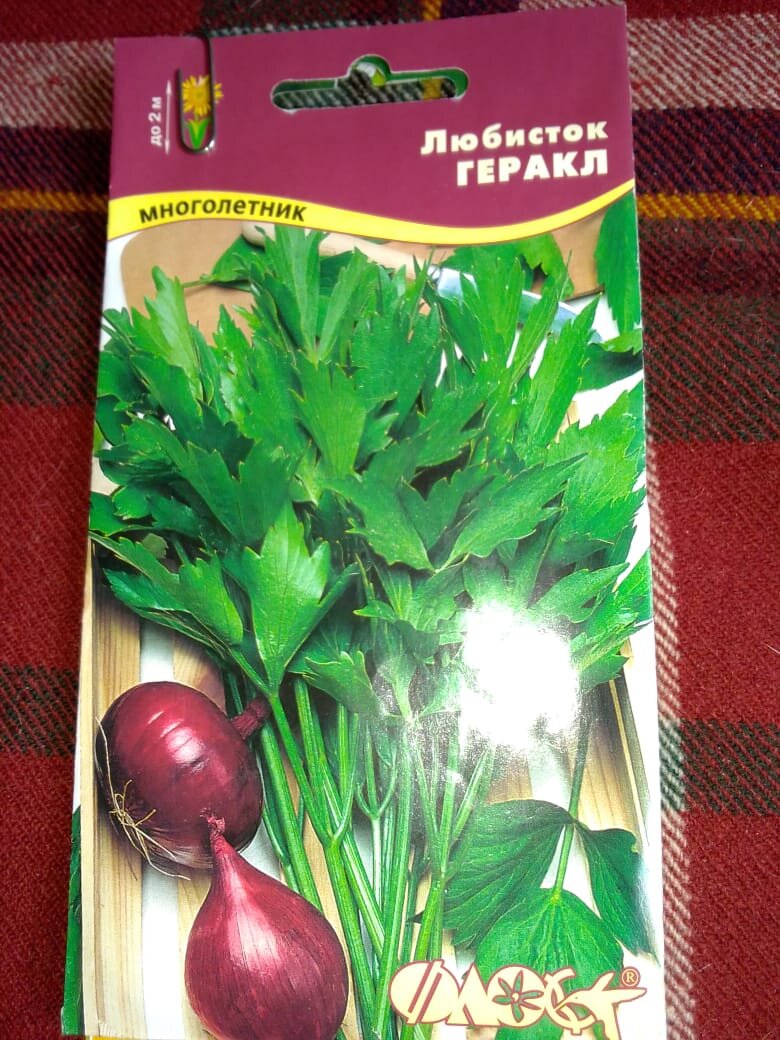 до 2 м
Любисток
ГЕРАКЛ
многолетник
ФЛОС
®